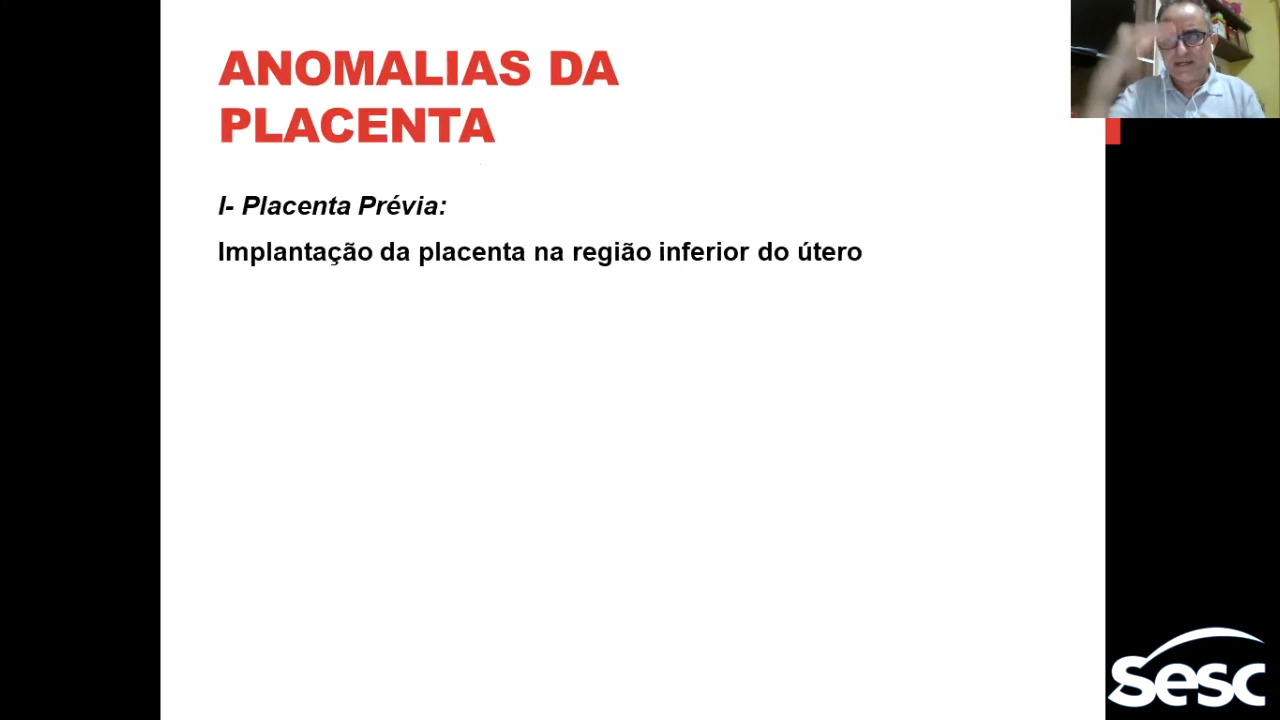 ANOMALIAS DA
PLACENTA
I- Placenta Prévia:
Implantação da placenta na região inferior do útero
Sesc